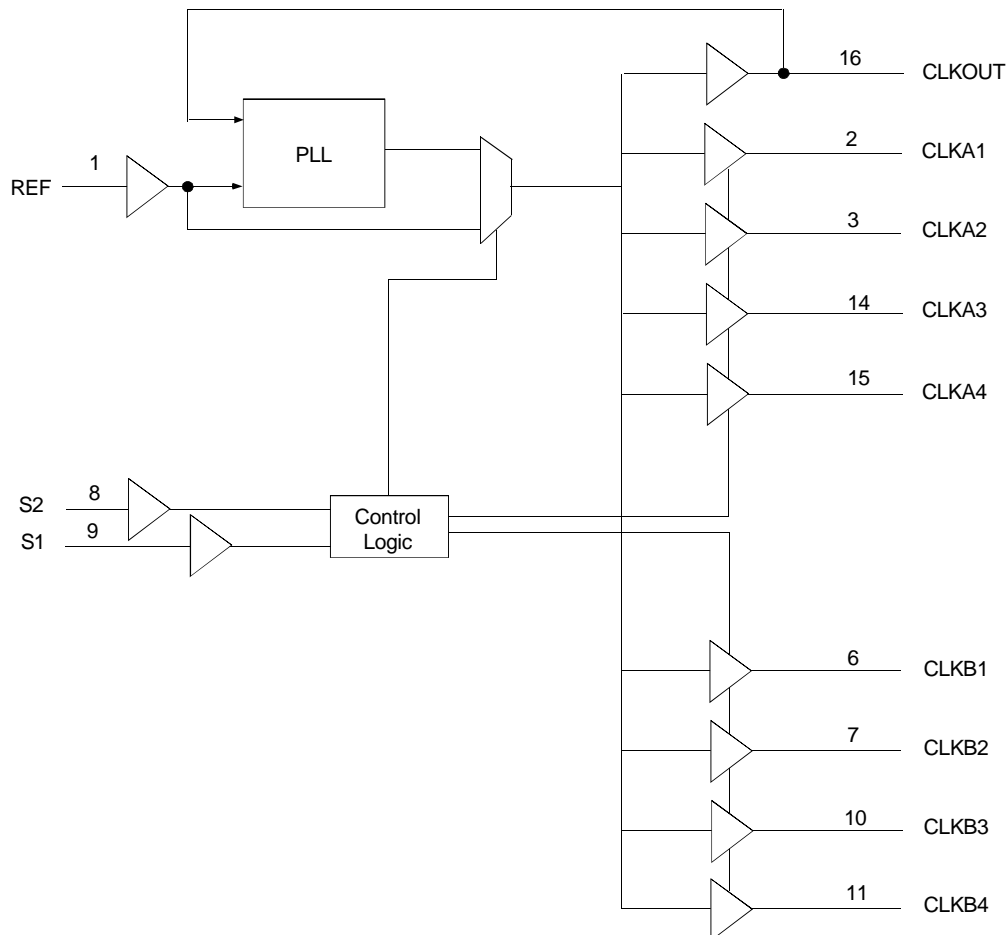 16 CLKOUT
PLL
2 CLKA1
1
REF
3 CLKA2
14 CLKA3
15 CLKA4
S2 8
S1 9
Control
Logic
6 CLKB1
7 CLKB2
10 CLKB3
11 CLKB4